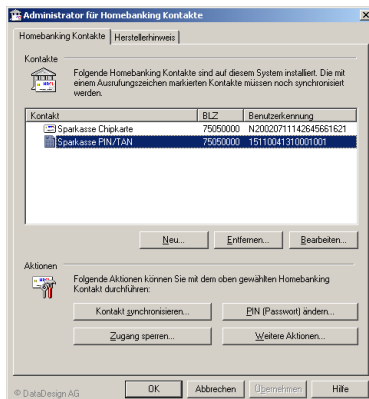 Administrator für Homebanking Kontakte
Homebanking Kontakte
Herstellerhinweis
Kontakte
Folgende Homebanking Kontakte sind auf diesem System installiert. Die mit
einem Ausrufungszeichen markierten Kontakte müssen noch synchronisiert
werden.
Kontakt BLZ Benutzerkennung
Sparkasse Chipkarte 75050000 N20020711142645661621
Sparkasse PIN/TAN 75050000 15110041310001001
Neu... Entfernen... Bearbeiten...
Aktionen
Folgende Aktionen können Sie mit dem oben gewählten Homebanking
Kontakt durchführen:
Kontakt synchronisieren... PIN (Passwort) ändern...
Zugang sperren... Weitere Aktionen...
© DataDesign AG
OK Abbrechen Übernehmen Hilfe